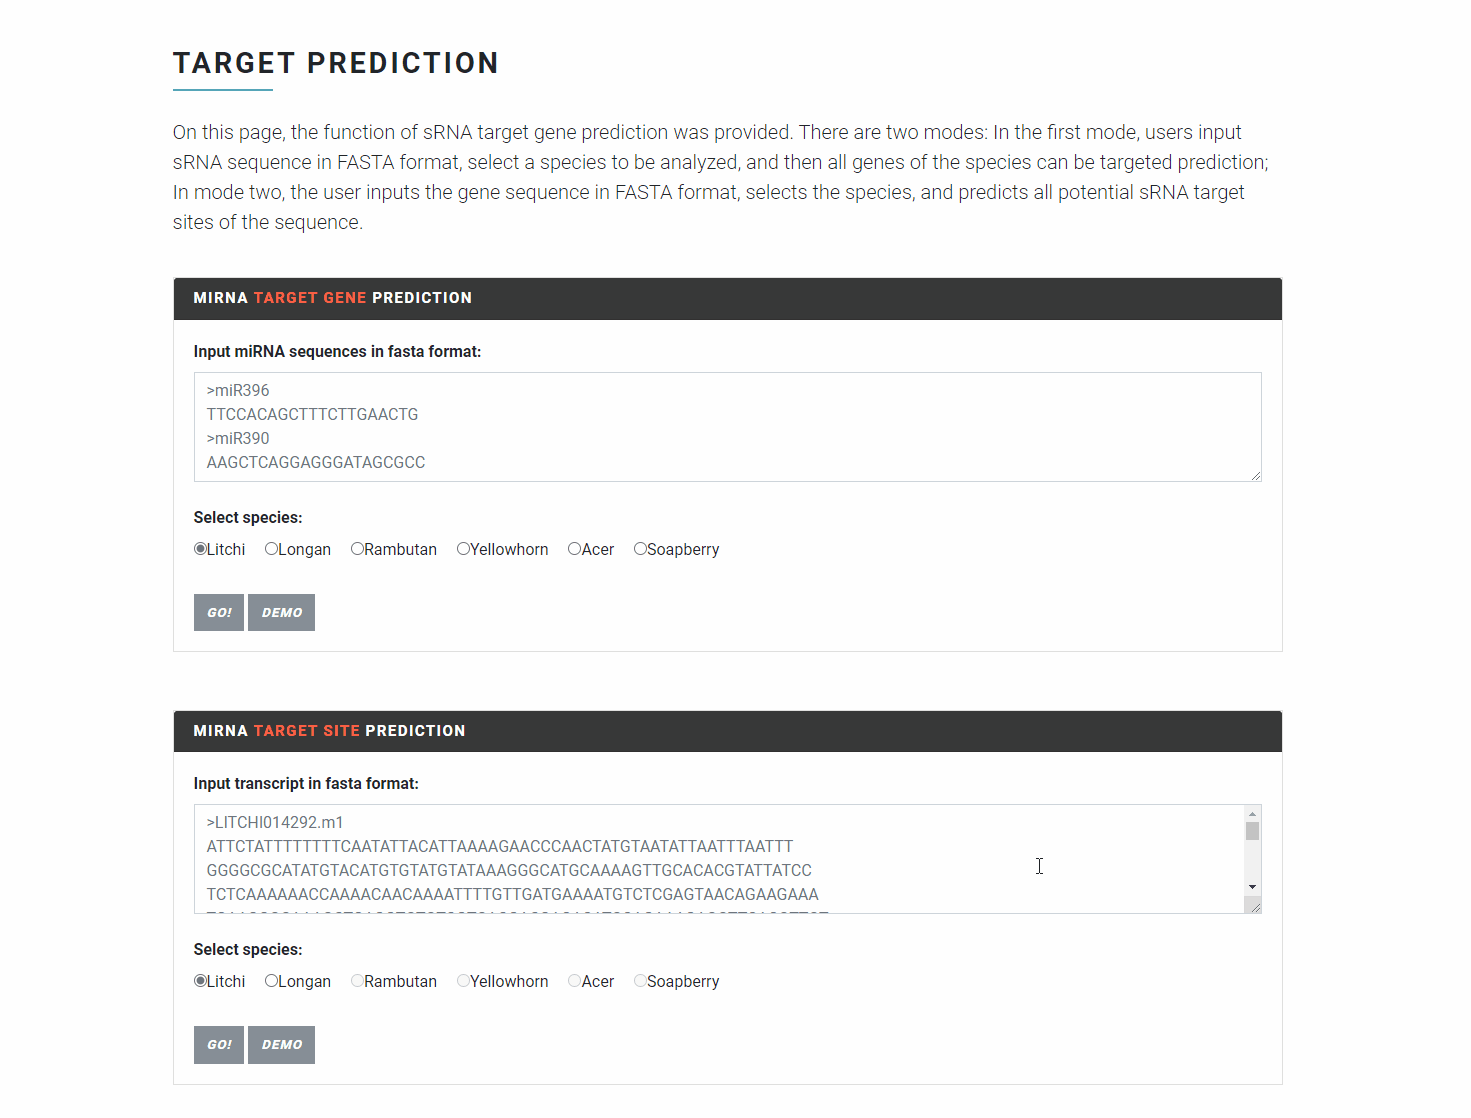 TARGET PREDICTION
On this page, the function of sRNA target gene prediction was provided. There are two modes: In the first mode, users input
sRNA sequence in FASTA format, select a species to be analyzed, and then all genes of the species can be targeted prediction;
In mode two, the user inputs the gene sequence in FASTA format, selects the species, and predicts all potential sRNA target
sites of the sequence.
MIRNA TARGET GENE PREDICTION
Input miRNA sequences in fasta format:
>miR396
TTCCACAGCTTTCTTGAACTG
>miR390
AAGCTCAGGAGGGATAGCGCC
Select species:
Litchi Longan Rambutan Yellowhorn Acer Soapberry
GO! DEMO
MIRNA TARGET SITE PREDICTION
Input transcript in fasta format:
>LITCHI014292.m1
ATTCTATTTTTTTTCAATATTACATTAAAAGAACCCAACTATGTAATATTAATTTAATTT
GGGGCGCATATGTACATGTGTATGTATAAAGGGCATGCAAAAGTTGCACACGTATTATCC
TCTCAAAAAACCAAAACAACAAAATTTTGTTGATGAAAATGTCTCGAGTAACAGAAGAAA
Select species:
Litchi Longan Rambutan Yellowhorn Acer Soapberry
GO! DEMO